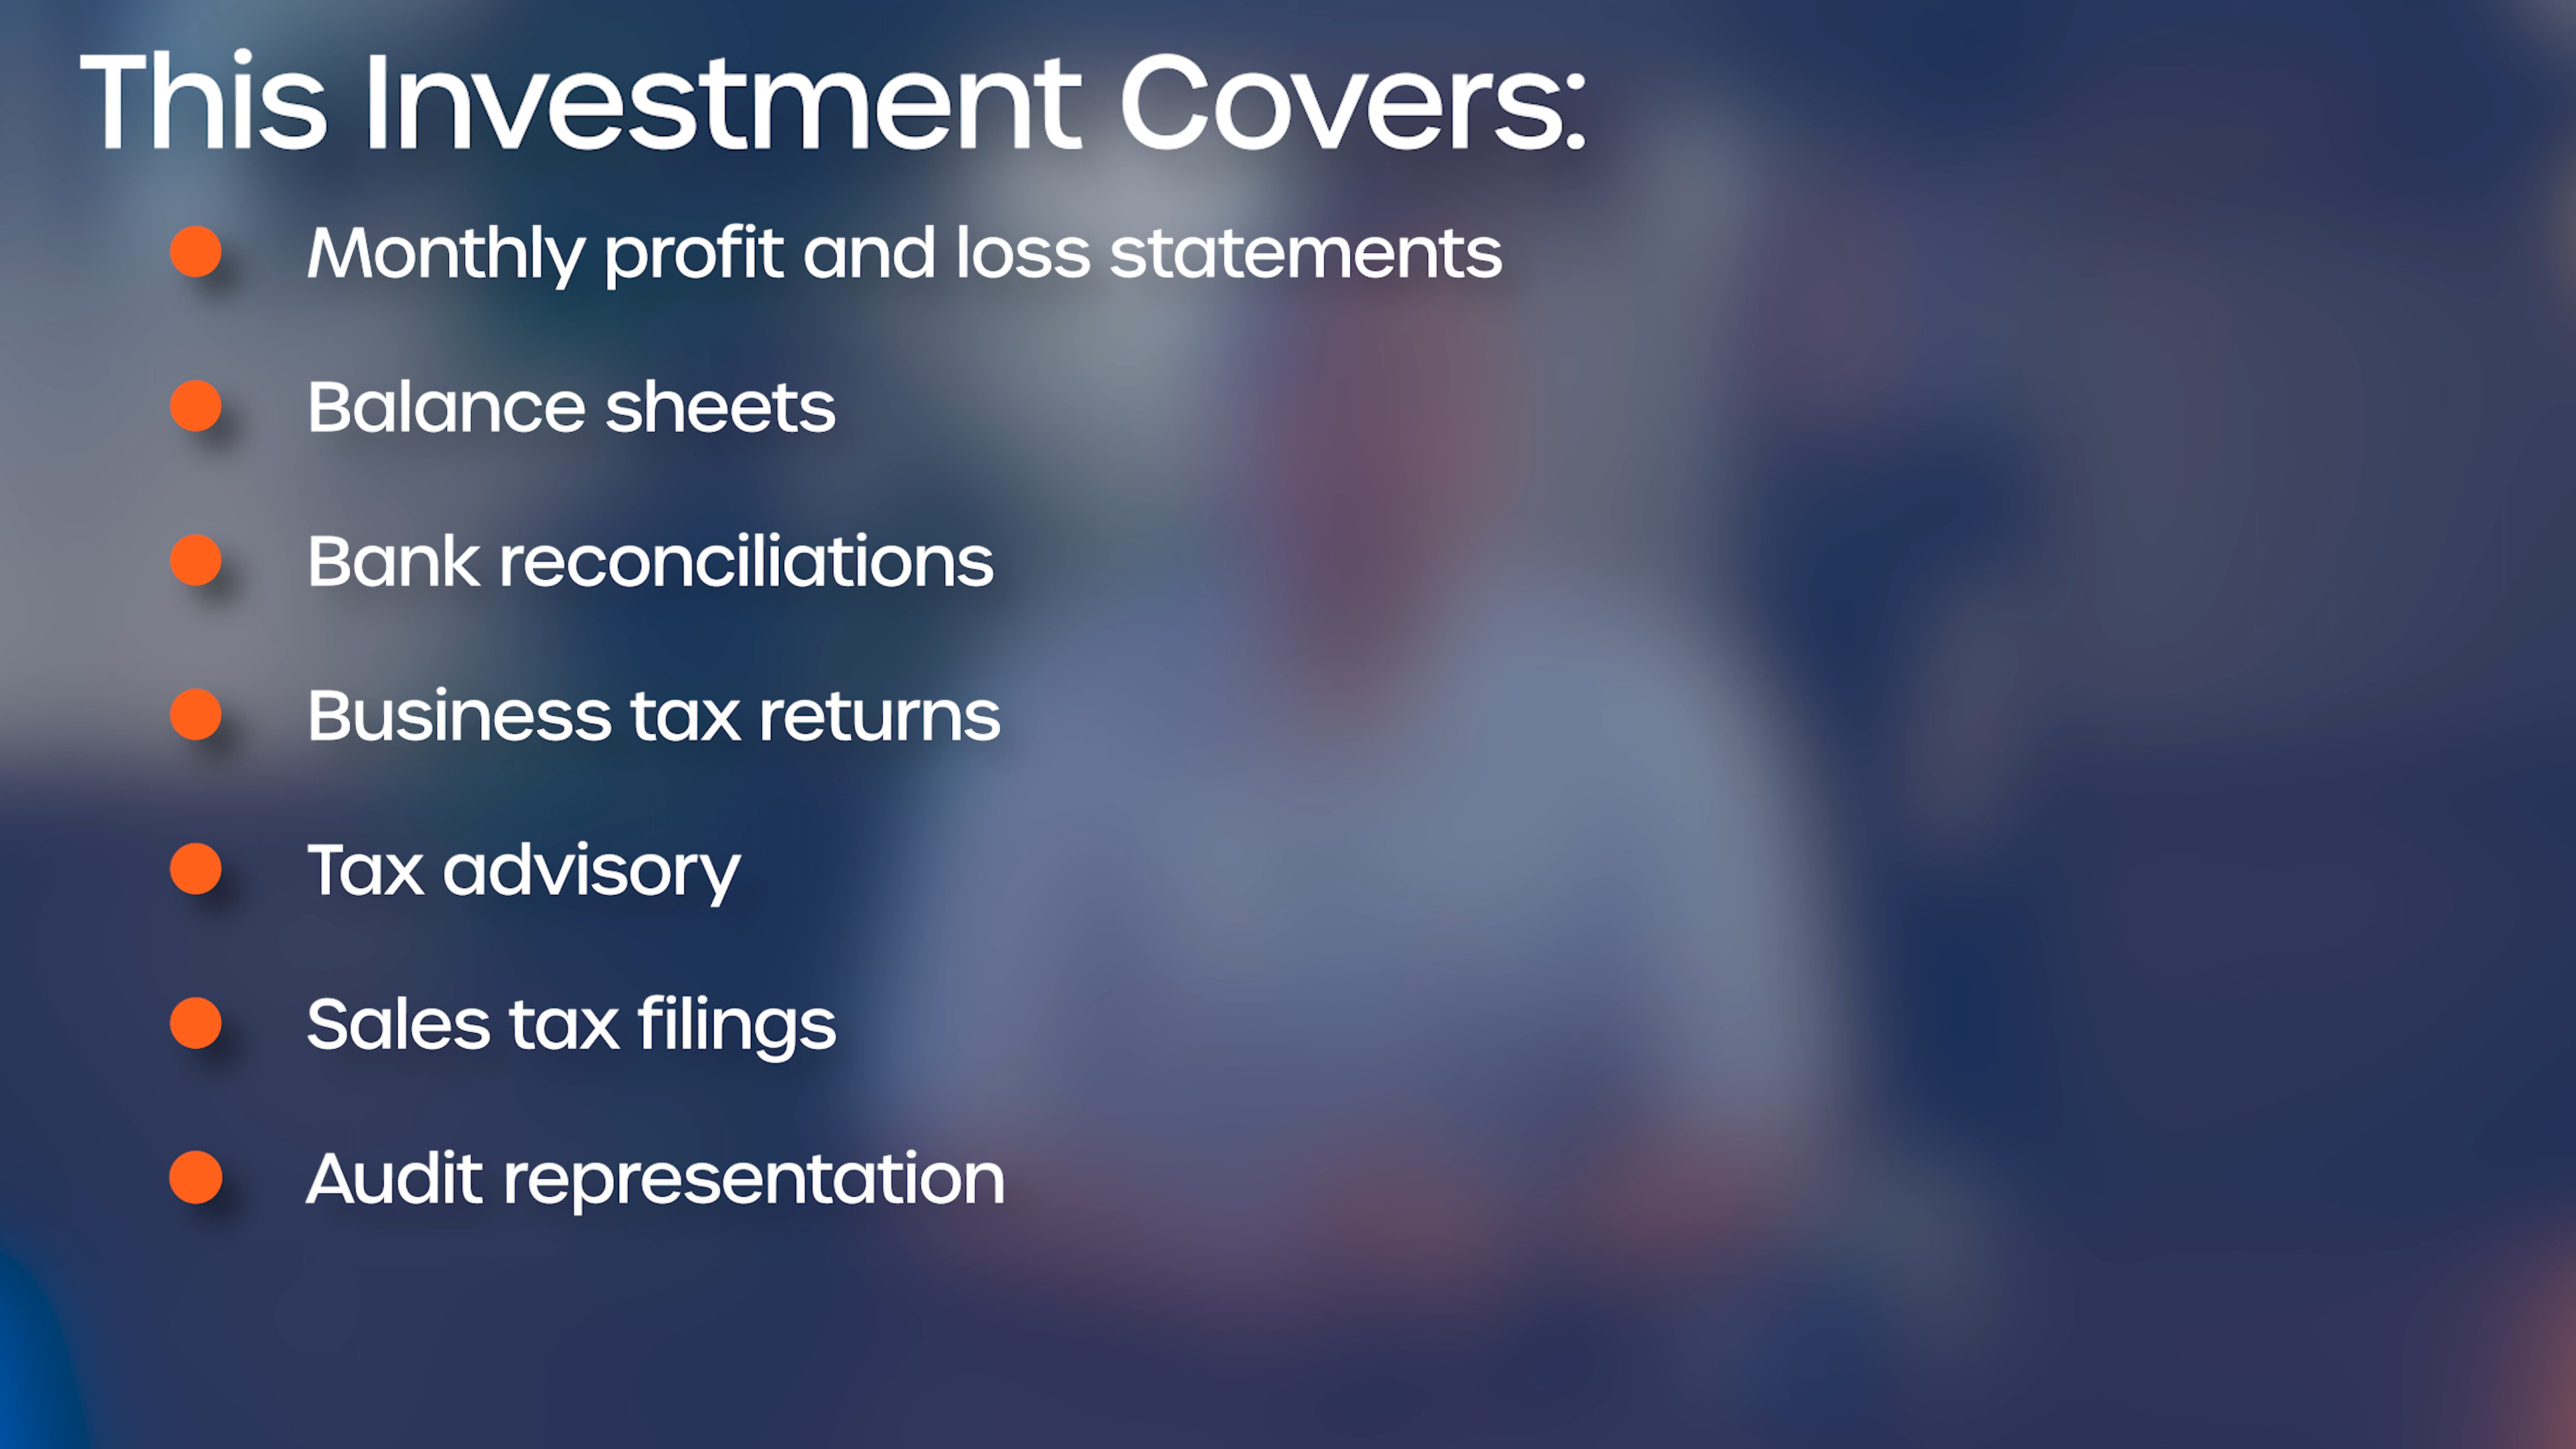 This Investment Covers:
Monthly profit and loss statements
Balance sheets
Bank reconciliations
Business tax returns
Tax advisory
Sales tax filings
Audit representation